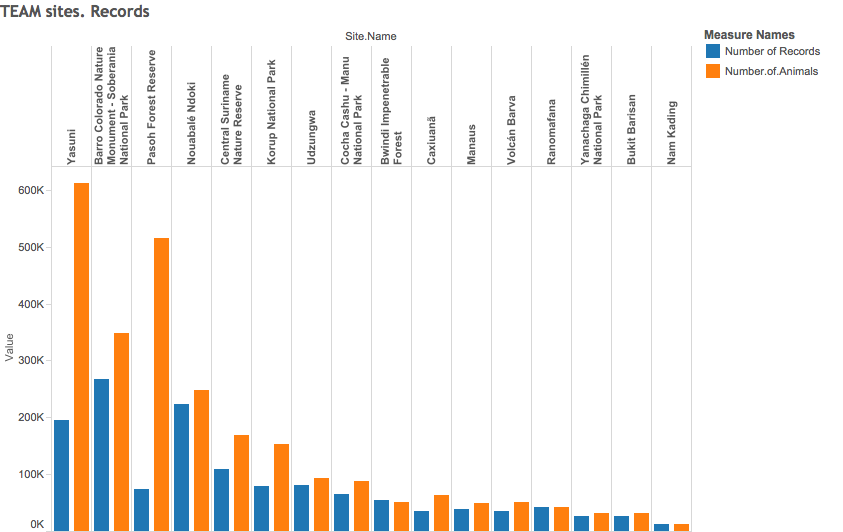 TEAM sites. Records
Site.Name
Measure Names
Number of Records
Number.of.Animals
Yasuni
Barro Colorado Nature
Monument - Soberania
National Park
Pasoh Forest Reserve
Nouabalé Ndoki
Central Suriname
Nature Reserve
Korup National Park
Udzungwa
Cocha Cashu - Manu
National Park
Bwindi Impenetrable
Forest
Caxiuanã
Manaus
Volcán Barva
Ranomafana
Yanachaga Chimillén
National Park
Bukit Barisan
Nam Kading
Value
600K
500K
400K
300K
200K
100K
0K